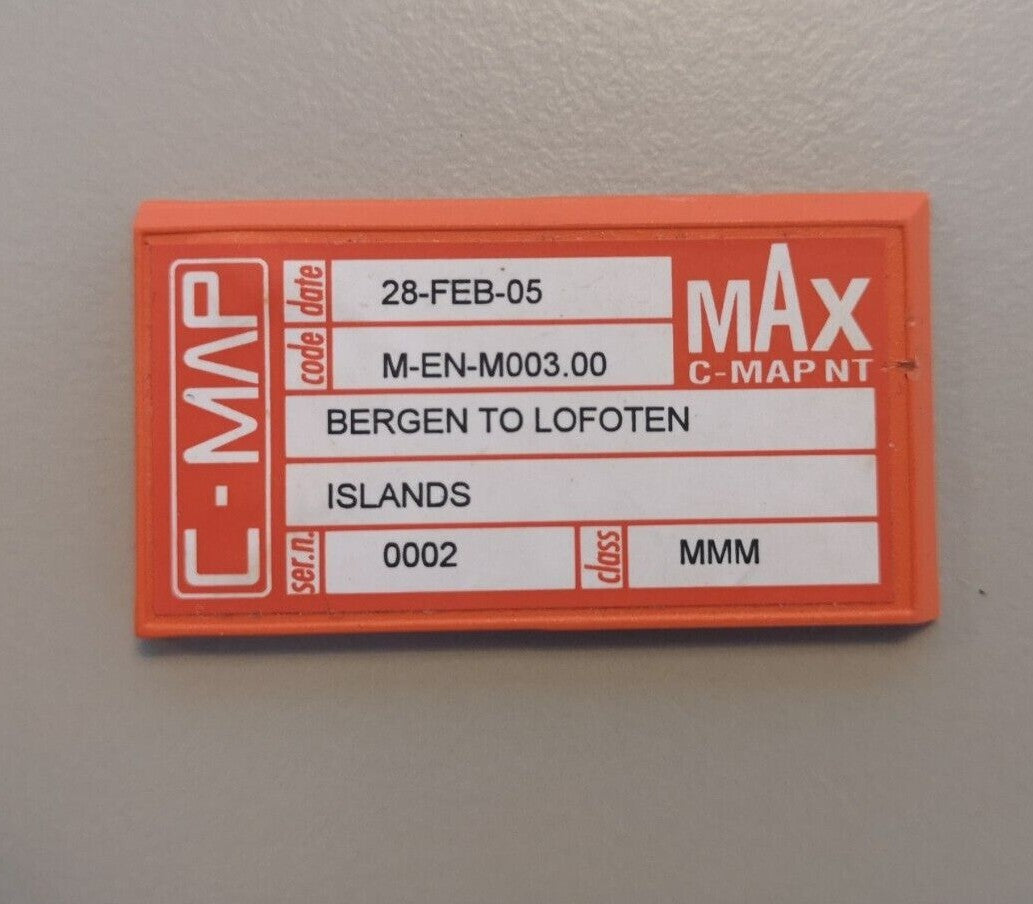 C-MAP
date 28-FEB-05
code M-EN-M003.00
MAX
C-MAP NT
BERGEN TO LOFOTEN
ISLANDS
ser.n. 0002 class MMM